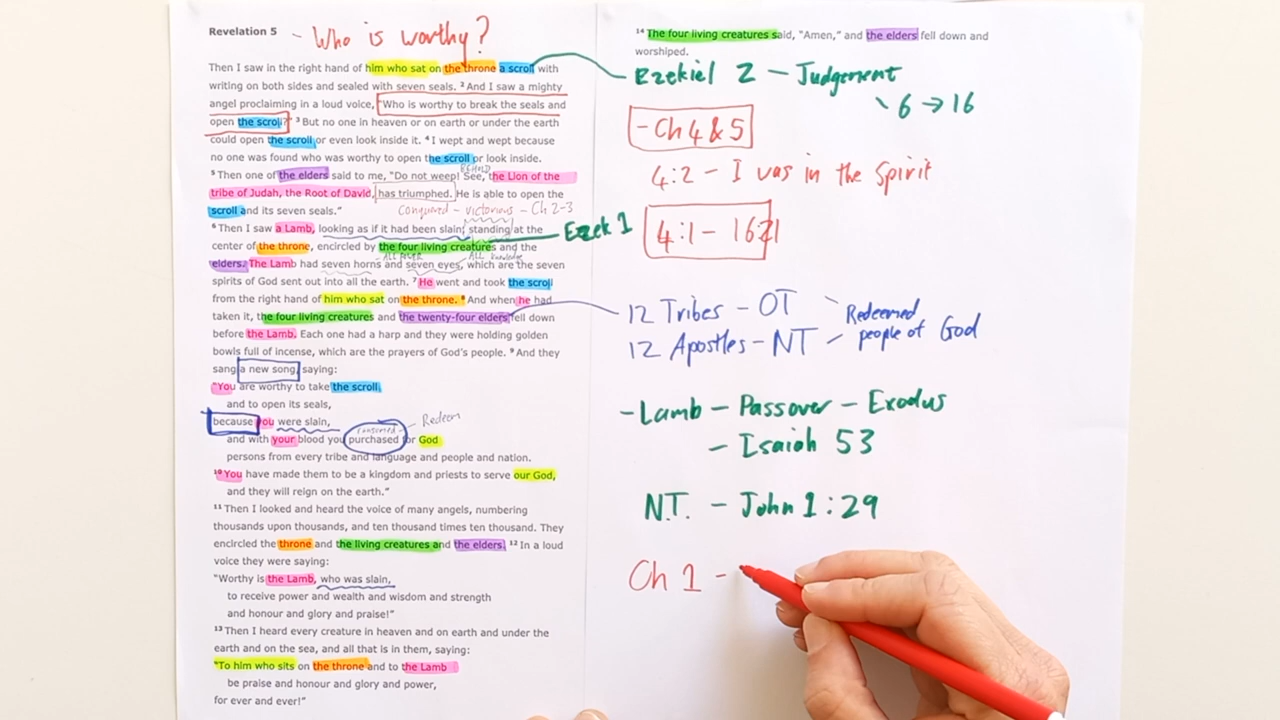 Revelation 5 - Who is worthy?
Then I saw in the right hand of him who sat on the throne a scroll with
writing on both sides and sealed with seven seals. 2 And I saw a mighty
angel proclaiming in a loud voice, "Who is worthy to break the seals and
open the scroll?" 3 But no one in heaven or on earth or under the earth
could open the scroll or even look inside it. 4 I wept and wept because
no one was found who was worthy to open the scroll or look inside.
BEHOLD
5 Then one of the elders said to me, "Do not weep! See, the Lion of the
tribe of Judah, the Root of David, has triumphed. He is able to open the
scroll and its seven seals."
Conquered - victorious - Ch 2-3
6 Then I saw a Lamb, looking as if it had been slain, standing at the
center of the throne, encircled by the four living creatures and the
ALL POWER ALL knowledge
elders. The Lamb had seven horns and seven eyes, which are the seven
spirits of God sent out into all the earth. 7 He went and took the scroll
from the right hand of him who sat on the throne. 8 And when he had
taken it, the four living creatures and the twenty-four elders fell down
before the Lamb. Each one had a harp and they were holding golden
bowls full of incense, which are the prayers of God's people. 9 And they
sang a new song, saying:
"You are worthy to take the scroll
and to open its seals,
because you were slain,
Redeem
and with your blood you purchased for God
persons from every tribe and language and people and nation.
10 You have made them to be a kingdom and priests to serve our God,
and they will reign on the earth."
11 Then I looked and heard the voice of many angels, numbering
thousands upon thousands, and ten thousand times ten thousand. They
encircled the throne and the living creatures and the elders. 12 In a loud
voice they were saying:
"Worthy is the Lamb, who was slain,
to receive power and wealth and wisdom and strength
and honour and glory and praise!"
13 Then I heard every creature in heaven and on earth and under the
earth and on the sea, and all that is in them, saying:
"To him who sits on the throne and to the Lamb
be praise and honour and glory and power,
for ever and ever!"
14 The four living creatures said, "Amen," and the elders fell down and
worshiped.
Ezekiel 2 - Judgement
6 → 16
- Ch 4 & 5
4:2 - I was in the Spirit
Ezek 1
4:1 - 16:21
12 Tribes - OT
12 Apostles - NT
Redeemed
people of God
- Lamb - Passover - Exodus
- Isaiah 53
N.T. - John 1:29
Ch 1 -